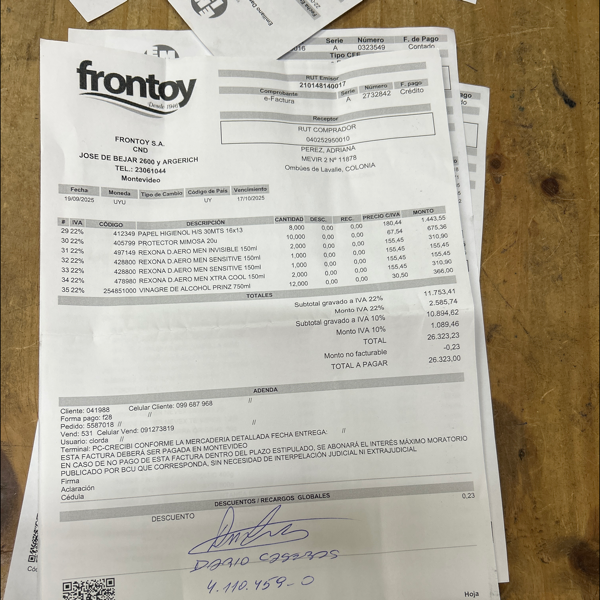 Serie Número F. de Pago
A 0323549 Contado
frontoy
Desde 1940
FRONTOY S.A.
CND
JOSE DE BEJAR 2600 y ARGERICH
TEL.: 23061044
Montevideo
RUT Emisor
210148140017
Comprobante Serie Número F. pago
e-Factura A 2732842 Crédito
Receptor
RUT COMPRADOR
040252950010
PEREZ, ADRIANA
MEVIR 2 Nº 11878
Ombúes de Lavalle, COLONIA
Fecha Moneda Tipo de Cambio Código de País Vencimiento
19/09/2025 UYU UY 17/10/2025
# IVA CÓDIGO DESCRIPCIÓN CANTIDAD DESC. REC. PRECIO C/IVA MONTO
29 22% 412349 PAPEL HIGIENOL H/S 30MTS 16x13 8,000 0,00 0,00 180,44 1.443,55
30 22% 405799 PROTECTOR MIMOSA 20u 10,000 0,00 0,00 67,54 675,36
31 22% 497149 REXONA D.AERO MEN INVISIBLE 150ml 2,000 0,00 0,00 155,45 310,90
32 22% 428800 REXONA D.AERO MEN SENSITIVE 150ml 1,000 0,00 0,00 155,45 155,45
33 22% 428800 REXONA D.AERO MEN SENSITIVE 150ml 1,000 0,00 0,00 155,45 155,45
34 22% 478980 REXONA D.AERO MEN XTRA COOL 150ml 2,000 0,00 0,00 155,45 310,90
35 22% 254851000 VINAGRE DE ALCOHOL PRINZ 750ml 12,000 0,00 0,00 30,50 366,00
TOTALES
Subtotal gravado a IVA 22% 11.753,41
Monto IVA 22% 2.585,74
Subtotal gravado a IVA 10% 10.894,62
Monto IVA 10% 1.089,46
TOTAL 26.323,23
Monto no facturable -0,23
TOTAL A PAGAR 26.323,00
ADENDA
Cliente: 041988 Celular Cliente: 099 687 968 //
Forma pago: f28 //
Pedido: 5587018 //
Vend: 531 Celular Vend: 091273819
Usuario: clorda //
Terminal: PC-CRECIBI CONFORME LA MERCADERIA DETALLADA FECHA ENTREGA: //
ESTA FACTURA DEBERÁ SER PAGADA EN MONTEVIDEO
EN CASO DE NO PAGO DE ESTA FACTURA DENTRO DEL PLAZO ESTIPULADO, SE ABONARÁ EL INTERÉS MÁXIMO MORATORIO
PUBLICADO POR BCU QUE CORRESPONDA, SIN NECESIDAD DE INTERPELACIÓN JUDICIAL NI EXTRAJUDICIAL
Firma
Aclaración
Cédula
DESCUENTOS / RECARGOS GLOBALES
DESCUENTO 0,23
4.110.459-0
Hoja